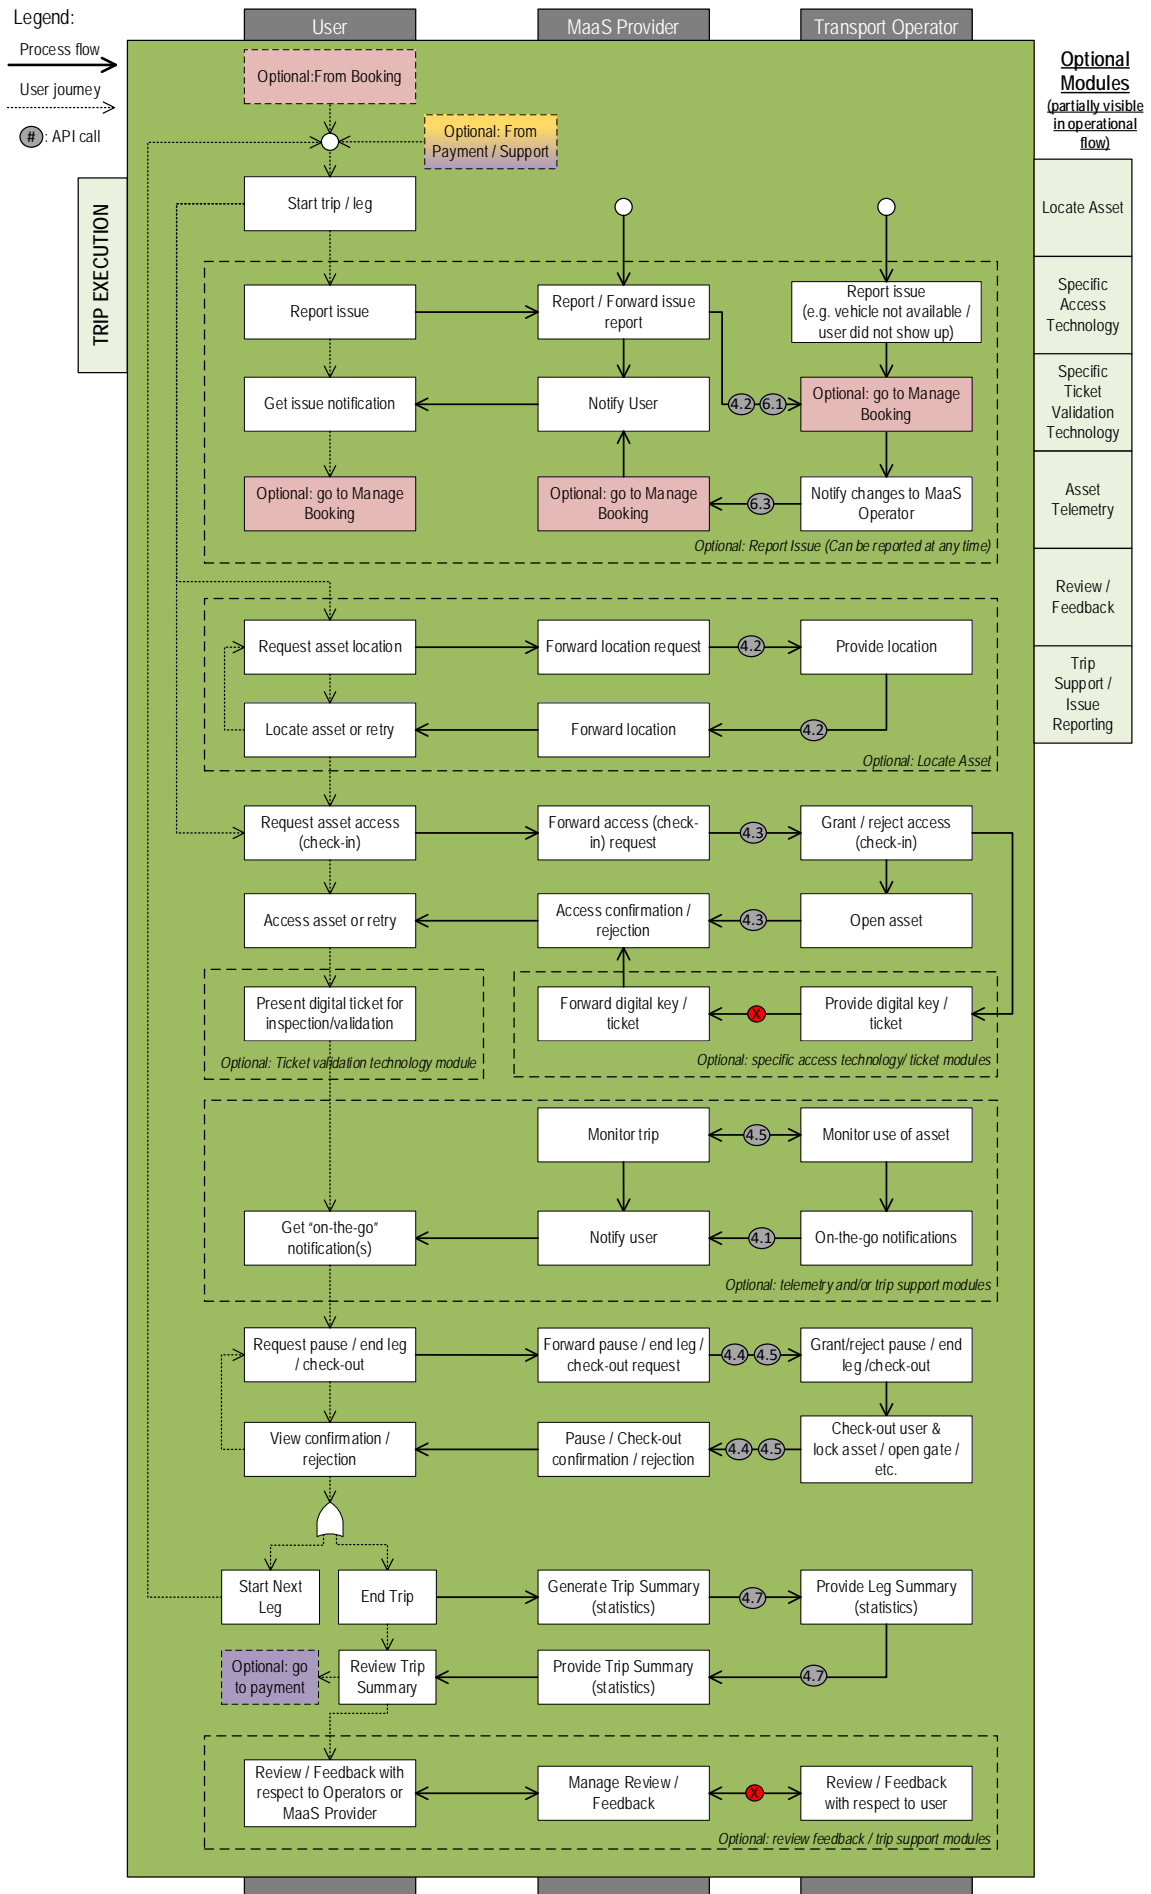 Legend:
Process flow
User journey
#: API call
User
MaaS Provider
Transport Operator
Optional
Modules
(partially visible
in operational
flow)
Optional:From Booking
Optional: From
Payment / Support
TRIP EXECUTION
Start trip / leg
Locate Asset
Specific
Access
Technology
Specific
Ticket
Validation
Technology
Asset
Telemetry
Review /
Feedback
Trip
Support /
Issue
Reporting
Report issue
Report / Forward issue
report
Report issue
(e.g. vehicle not available /
user did not show up)
Get issue notification
Notify User
4.2
6.1
Optional: go to Manage
Booking
Optional: go to Manage
Booking
Optional: go to Manage
Booking
6.3
Notify changes to MaaS
Operator
Optional: Report Issue (Can be reported at any time)
Request asset location
Forward location request
4.2
Provide location
Locate asset or retry
Forward location
4.2
Optional: Locate Asset
Request asset access
(check-in)
Forward access (check-
in) request
4.3
Grant / reject access
(check-in)
Access asset or retry
Access confirmation /
rejection
4.3
Open asset
Present digital ticket for
inspection/validation
Optional: Ticket validation technology module
Forward digital key /
ticket
X
Provide digital key /
ticket
Optional: specific access technology/ ticket modules
Monitor trip
4.5
Monitor use of asset
Get “on-the-go”
notification(s)
Notify user
4.1
On-the-go notifications
Optional: telemetry and/or trip support modules
Request pause / end leg
/ check-out
Forward pause / end leg /
check-out request
4.4
4.5
Grant/reject pause / end
leg /check-out
View confirmation /
rejection
Pause / Check-out
confirmation / rejection
4.4
4.5
Check-out user &
lock asset / open gate /
etc.
Start Next
Leg
End Trip
Generate Trip Summary
(statistics)
4.7
Provide Leg Summary
(statistics)
Optional: go
to payment
Review Trip
Summary
Provide Trip Summary
(statistics)
4.7
Review / Feedback with
respect to Operators or
MaaS Provider
Manage Review /
Feedback
X
Review / Feedback
with respect to user
Optional: review feedback / trip support modules